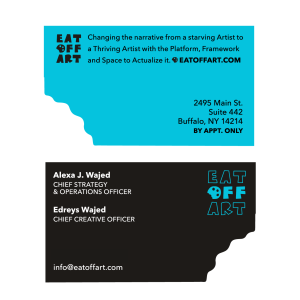 EAT
OFF
ART
Changing the narrative from a starving Artist to
a Thriving Artist with the Platform, Framework
and Space to Actualize it. EATOFFART.COM
2495 Main St.
Suite 442
Buffalo, NY 14214
BY APPT. ONLY
Alexa J. Wajed
CHIEF STRATEGY
& OPERATIONS OFFICER
Edreys Wajed
CHIEF CREATIVE OFFICER
info@eatoffart.com
EAT
OFF
ART